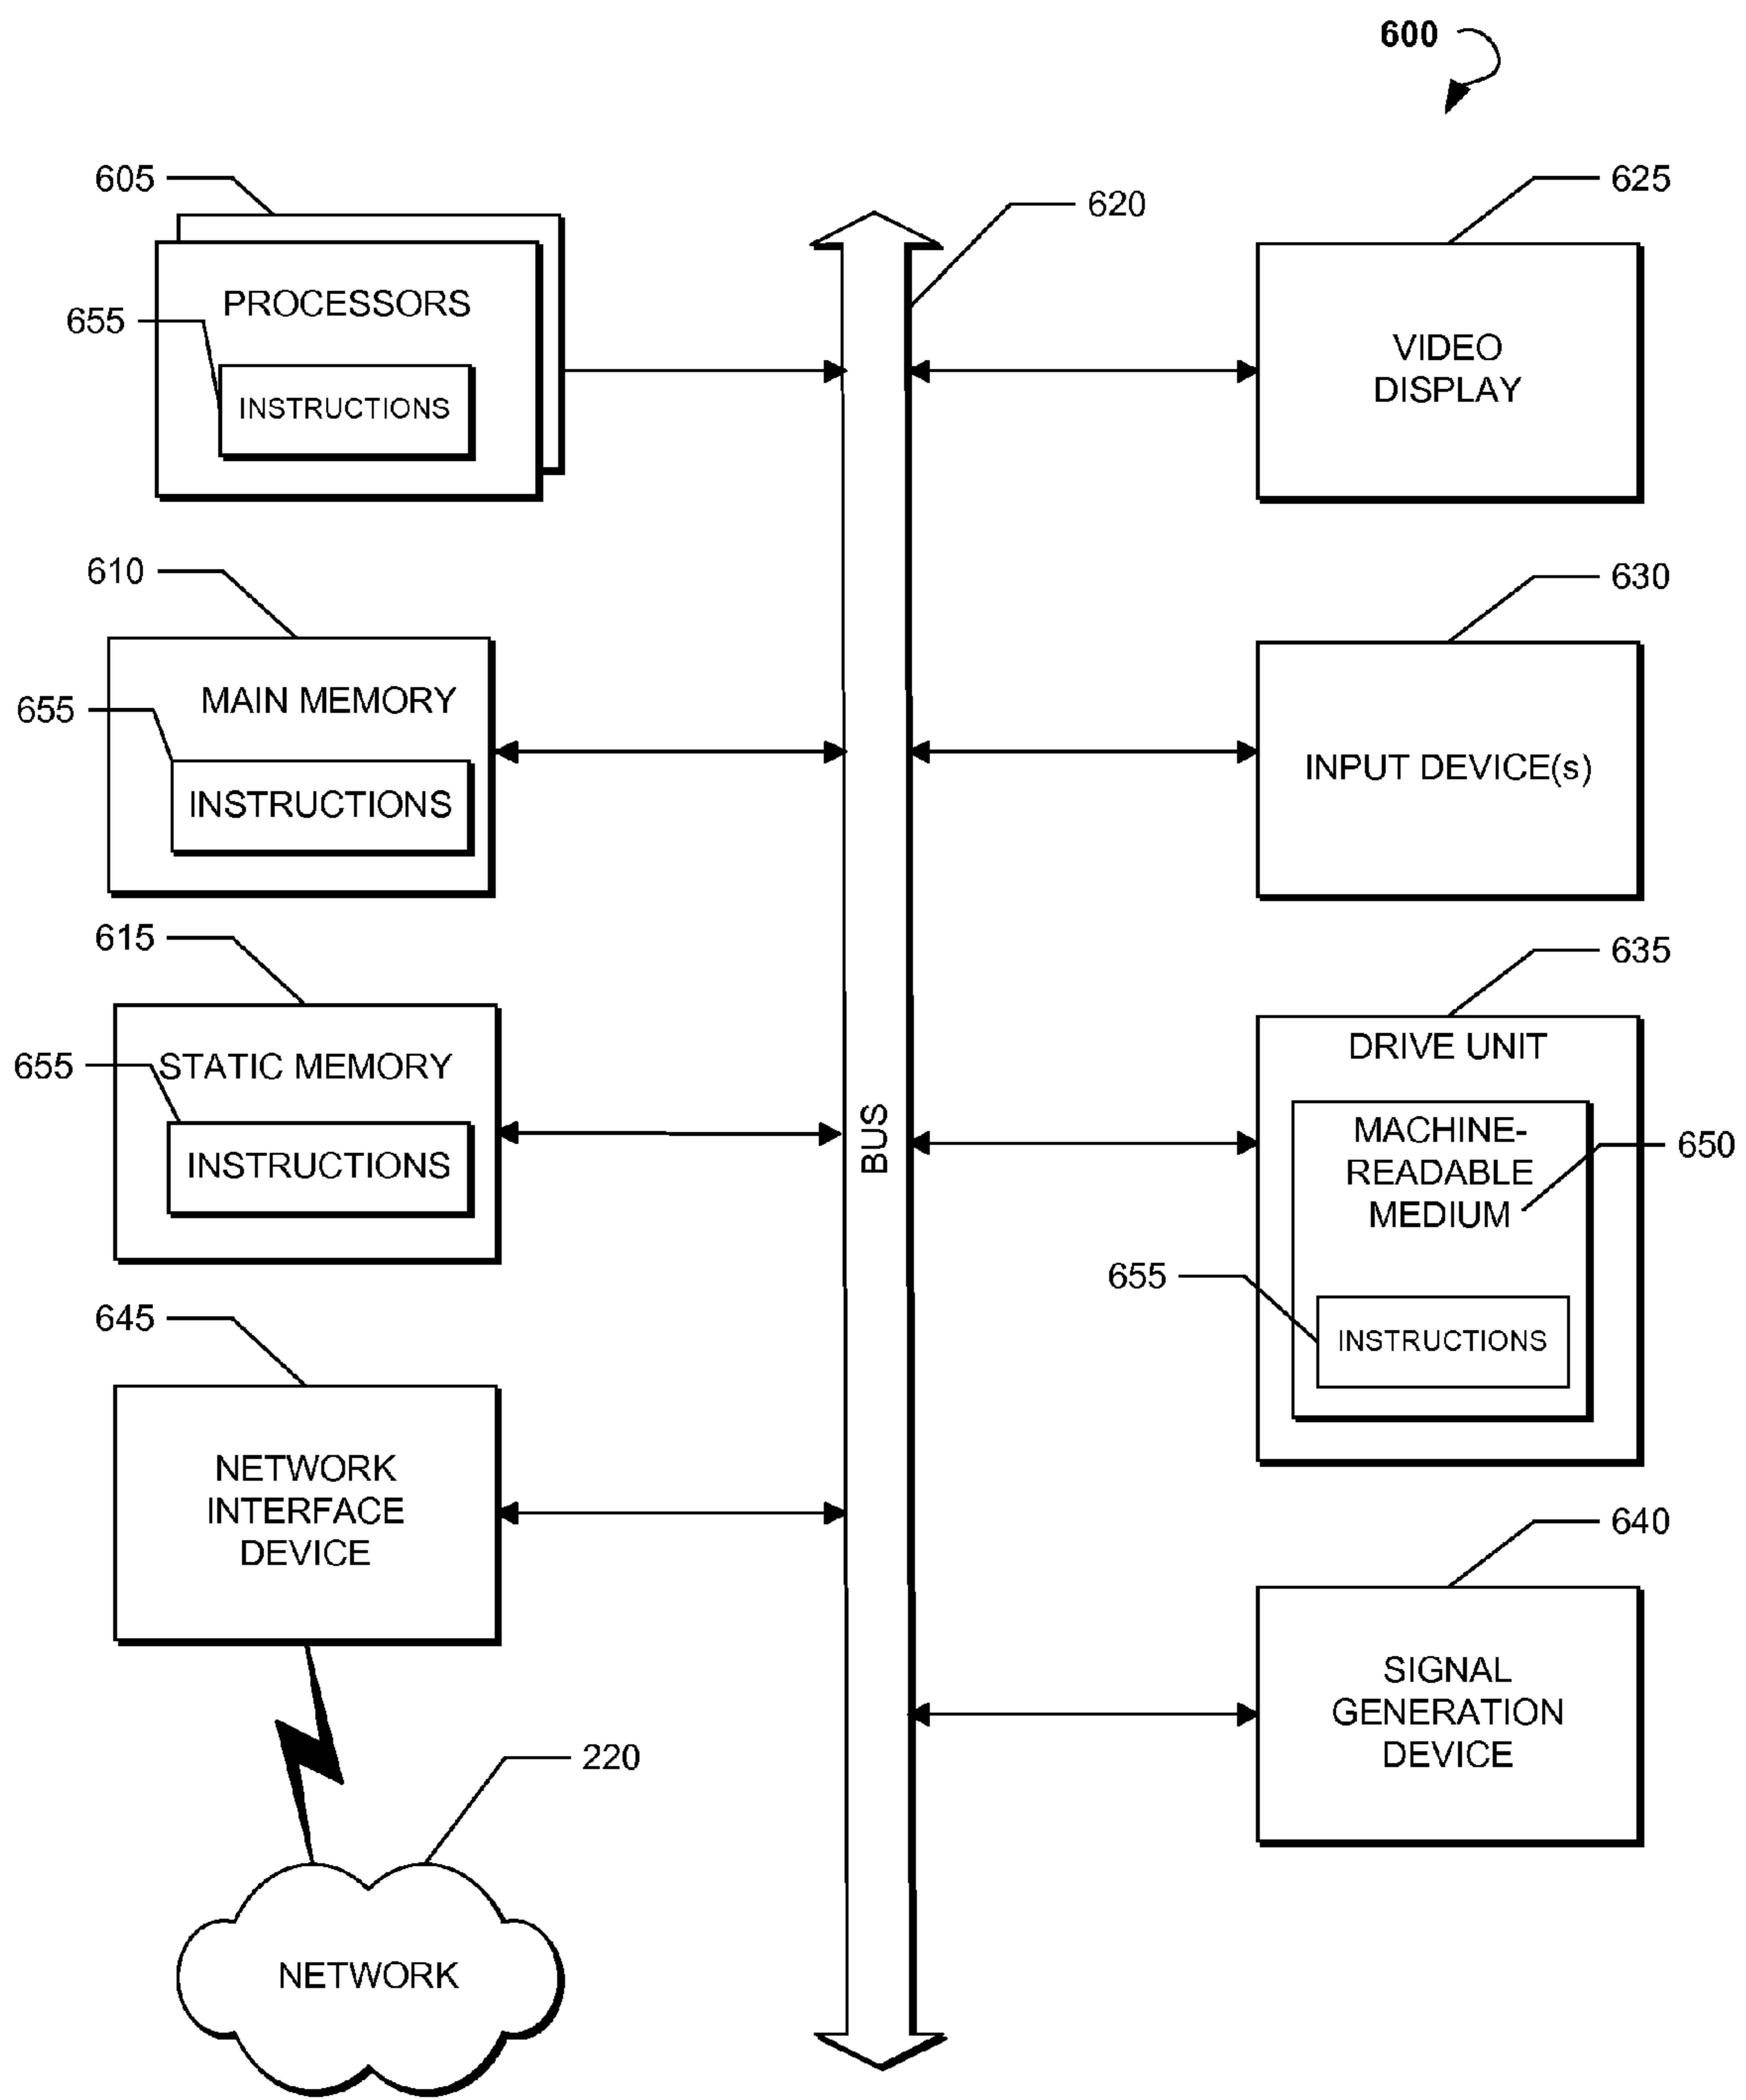 600
605
PROCESSORS
655
INSTRUCTIONS
610
MAIN MEMORY
655
INSTRUCTIONS
615
655
STATIC MEMORY
INSTRUCTIONS
645
NETWORK
INTERFACE
DEVICE
220
NETWORK
620
BUS
625
VIDEO
DISPLAY
630
INPUT DEVICE(s)
635
DRIVE UNIT
MACHINE-
READABLE
MEDIUM
650
655
INSTRUCTIONS
640
SIGNAL
GENERATION
DEVICE